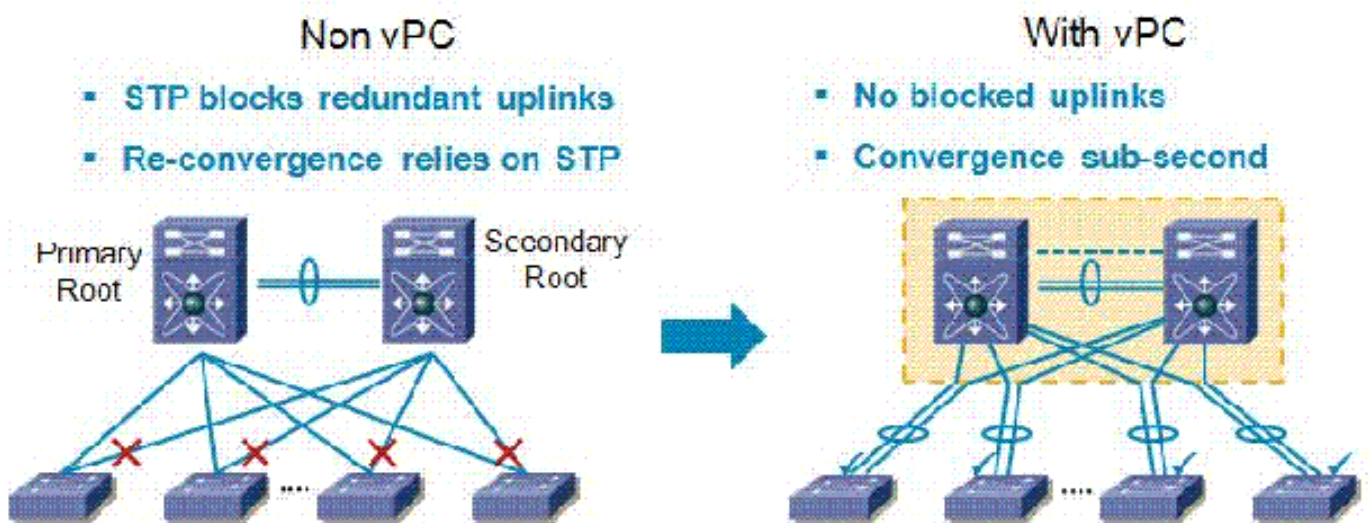 Non vPC
▪ STP blocks redundant uplinks
▪ Re-convergence relies on STP
Primary
Root
Secondary
Root
....
With vPC
▪ No blocked uplinks
▪ Convergence sub-second
....